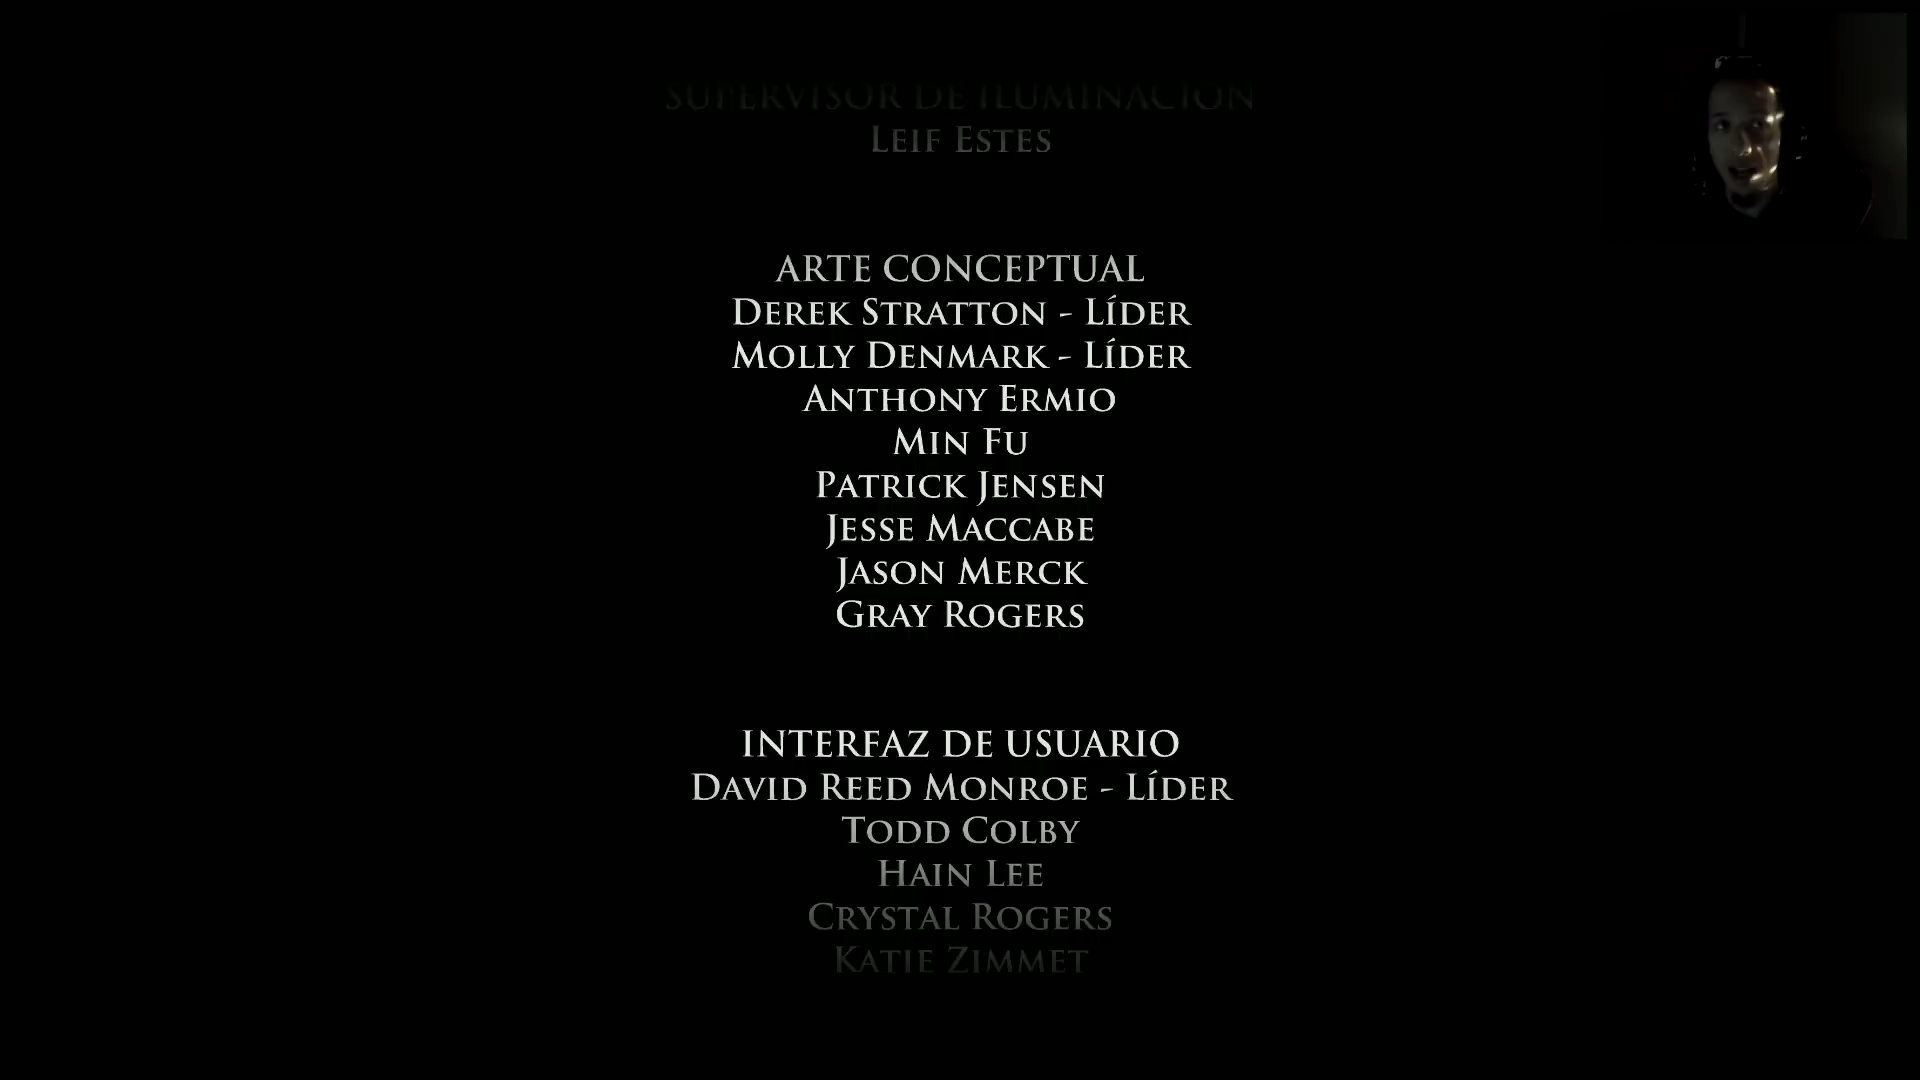 SUPERVISOR DE ILUMINACIÓN
LEIF ESTES
ARTE CONCEPTUAL
DEREK STRATTON - LÍDER
MOLLY DENMARK - LÍDER
ANTHONY ERMIO
MIN FU
PATRICK JENSEN
JESSE MACCABE
JASON MERCK
GRAY ROGERS
INTERFAZ DE USUARIO
DAVID REED MONROE - LÍDER
TODD COLBY
HAIN LEE
CRYSTAL ROGERS
KATIE ZIMMET